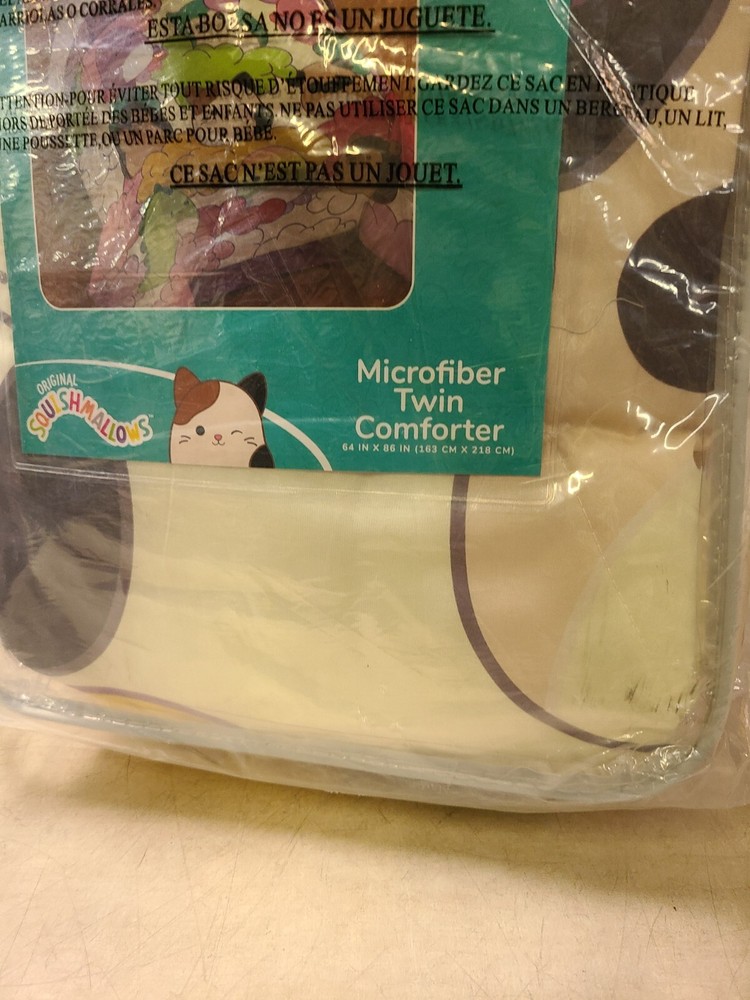 ARRIOLAS O CORRALES.
ESTA BOLSA NO ES UN JUGUETE.
TTENTION-POUR ÉVITER TOUT RISQUE D'ÉTOUFFEMENT, GARDEZ CE SAC EN PLASTIQUE
HORS DE PORTÉE DES BÉBÉS ET ENFANTS. NE PAS UTILISER CE SAC DANS UN BERCEAU, UN LIT,
UNE POUSSETTE, OU UN PARC POUR BÉBÉ.
CE SAC N'EST PAS UN JOUET.
ORIGINAL
SQUISHMALLOWS™
Microfiber
Twin
Comforter
64 IN X 86 IN (163 CM X 218 CM)